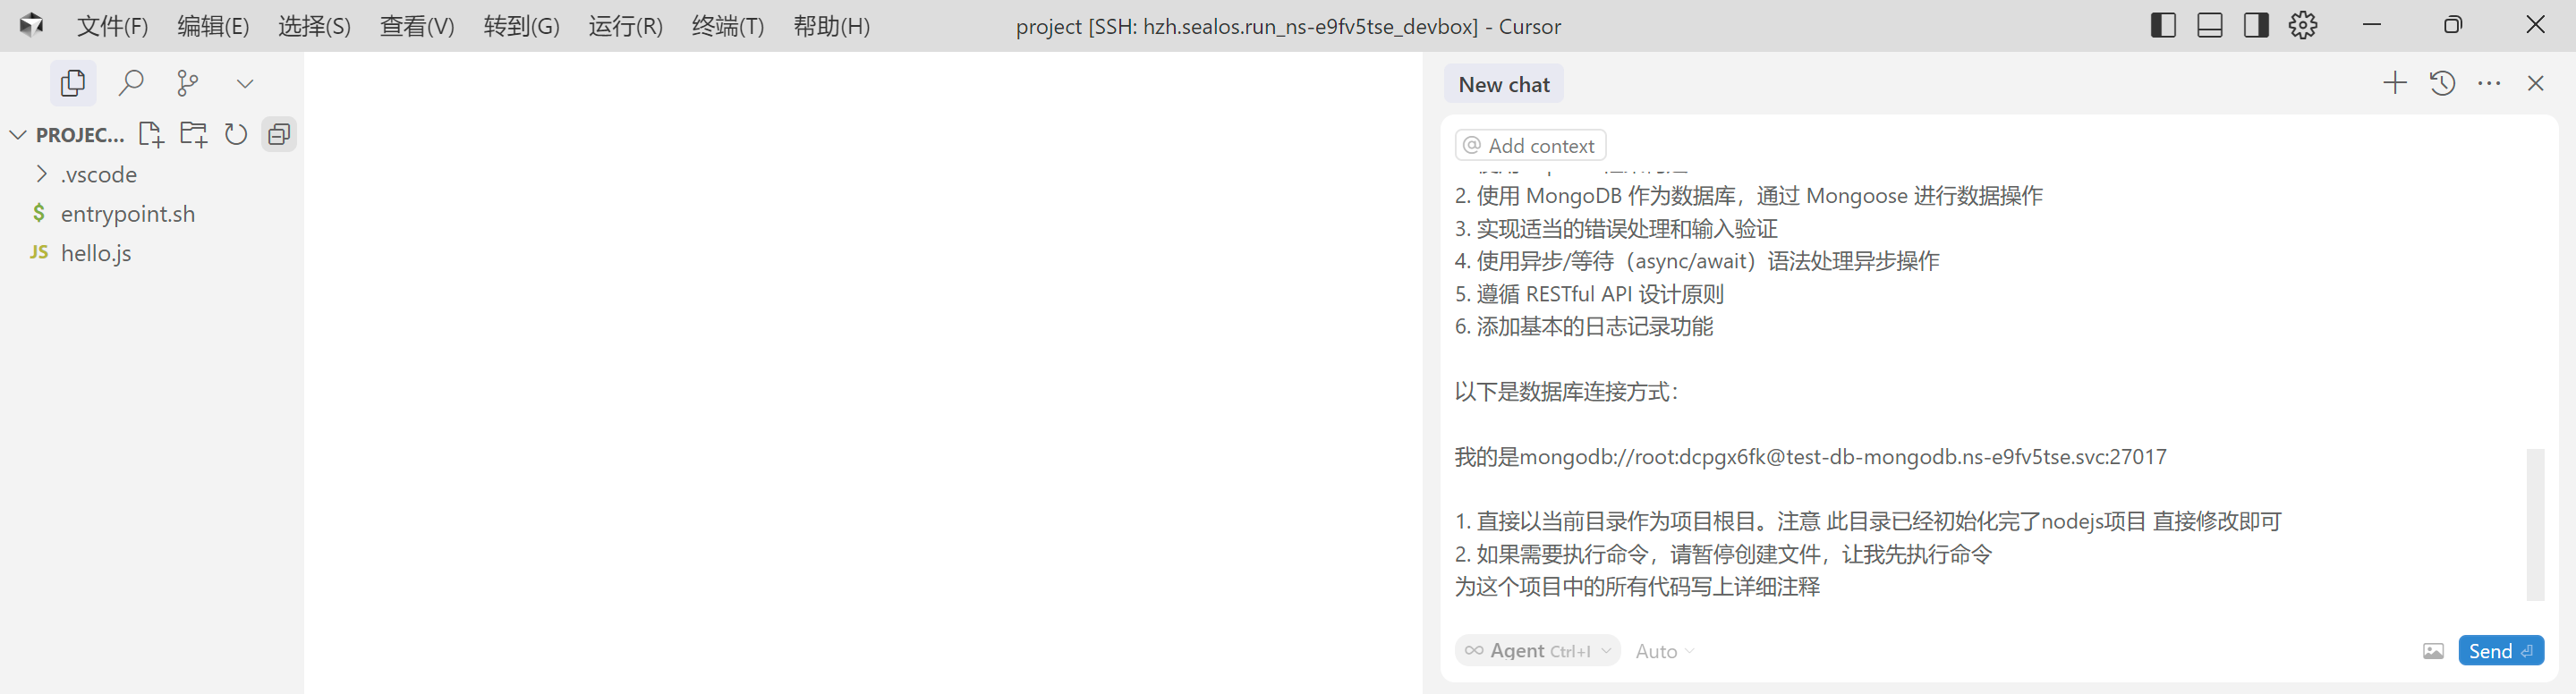 文件(F) 编辑(E) 选择(S) 查看(V) 转到(G) 运行(R) 终端(T) 帮助(H) project [SSH: hzh.sealos.run_ns-e9fv5tse_devbox] - Cursor
PROJEC...
.vscode
$ entrypoint.sh
JS hello.js
New chat
@ Add context
2. 使用 MongoDB 作为数据库，通过 Mongoose 进行数据操作
3. 实现适当的错误处理和输入验证
4. 使用异步/等待（async/await）语法处理异步操作
5. 遵循 RESTful API 设计原则
6. 添加基本的日志记录功能
以下是数据库连接方式：
我的是mongodb://root:dcpgx6fk@test-db-mongodb.ns-e9fv5tse.svc:27017
1. 直接以当前目录作为项目根目。注意 此目录已经初始化完了nodejs项目 直接修改即可
2. 如果需要执行命令，请暂停创建文件，让我先执行命令
为这个项目中的所有代码写上详细注释
Agent Ctrl+I Auto Send